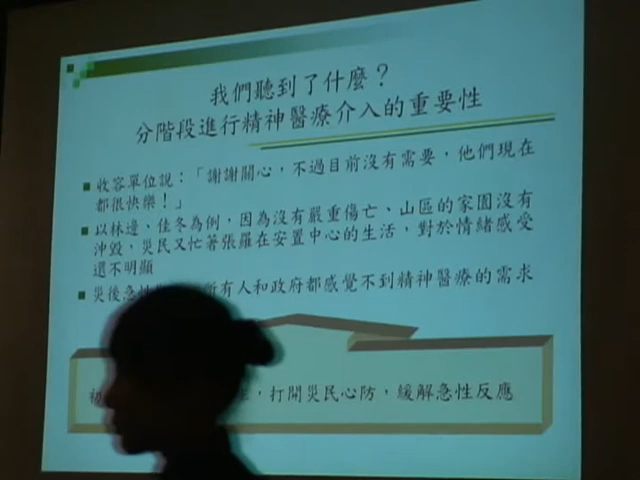 我們聽到了什麼？
分階段進行精神醫療介入的重要性
收容單位說：「謝謝關心，不過目前沒有需要，他們現在
都很快樂！」
以林邊、佳冬為例，因為沒有嚴重傷亡、山區的家園沒有
沖毀，災民又忙著張羅在安置中心的生活，對於情緒感受
還不明顯
災後急性 所有人和政府都感覺不到精神醫療的需求
初 ，打開災民心防，緩解急性反應